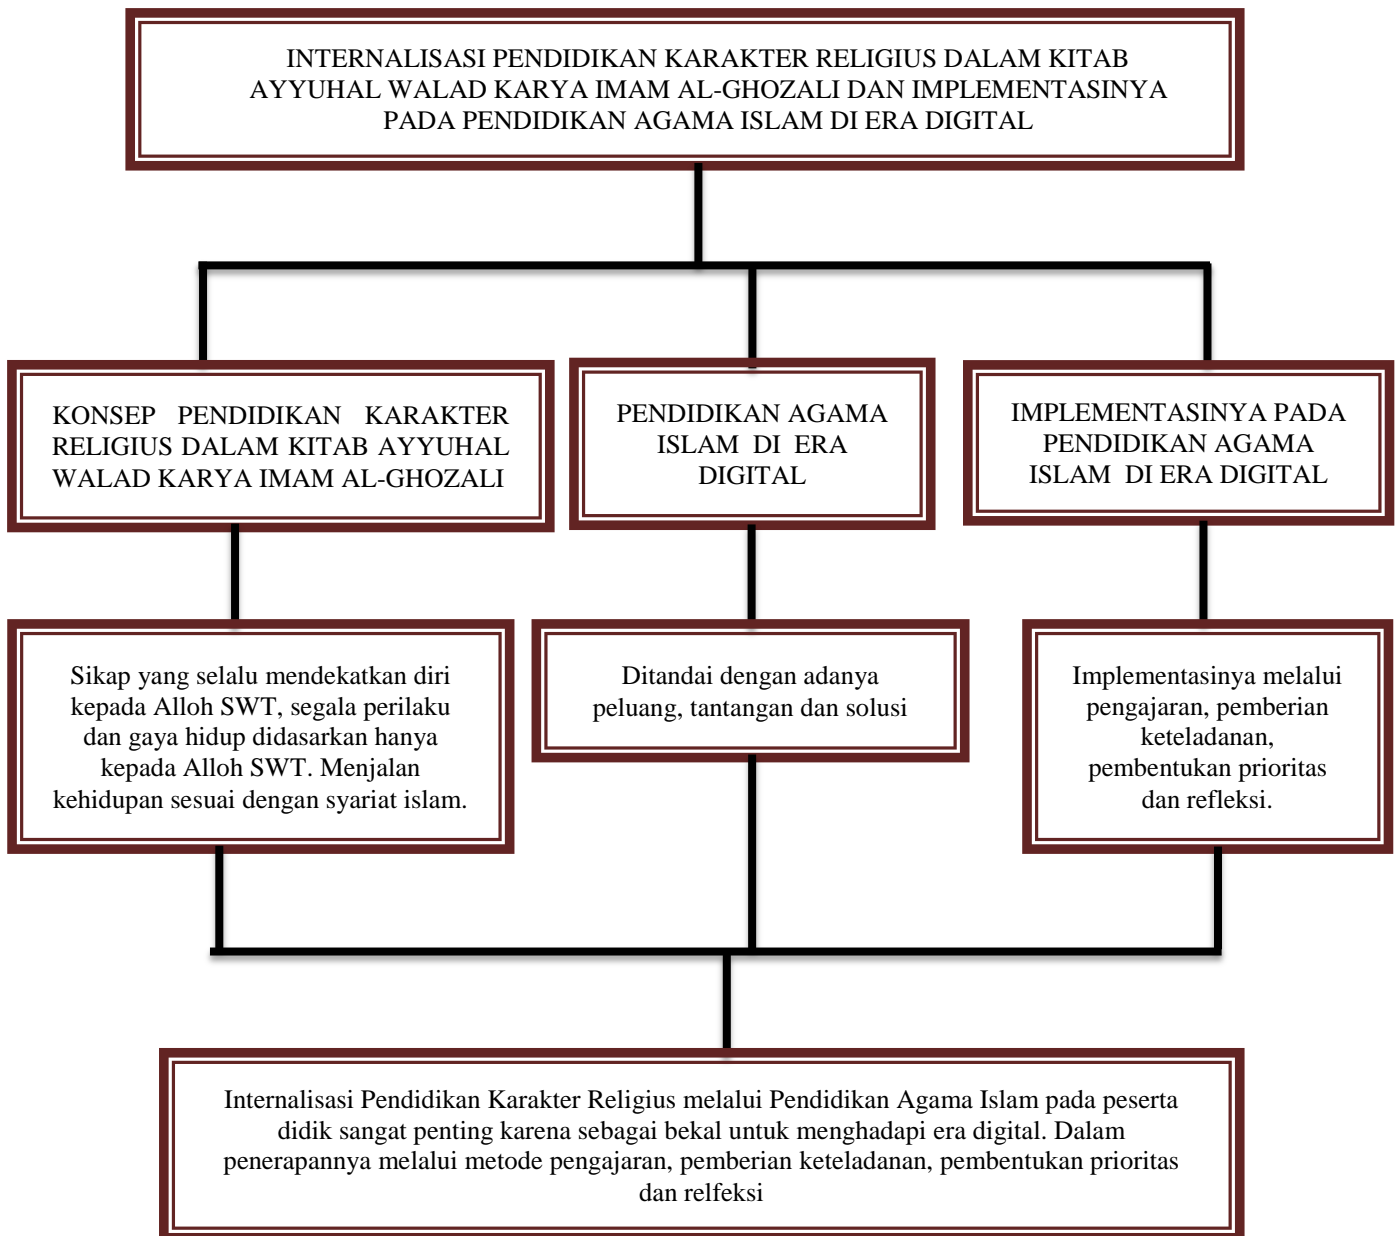 INTERNALISASI PENDIDIKAN KARAKTER RELIGIUS DALAM KITAB
AYYUHAL WALAD KARYA IMAM AL-GHOZALI DAN IMPLEMENTASINYA
PADA PENDIDIKAN AGAMA ISLAM DI ERA DIGITAL
KONSEP PENDIDIKAN KARAKTER
RELIGIUS DALAM KITAB AYYUHAL
WALAD KARYA IMAM AL-GHOZALI
PENDIDIKAN AGAMA
ISLAM DI ERA
DIGITAL
IMPLEMENTASINYA PADA
PENDIDIKAN AGAMA
ISLAM DI ERA DIGITAL
Sikap yang selalu mendekatkan diri
kepada Alloh SWT, segala perilaku
dan gaya hidup didasarkan hanya
kepada Alloh SWT. Menjalan
kehidupan sesuai dengan syariat islam.
Ditandai dengan adanya
peluang, tantangan dan solusi
Implementasinya melalui
pengajaran, pemberian
keteladanan,
pembentukan prioritas
dan refleksi.
Internalisasi Pendidikan Karakter Religius melalui Pendidikan Agama Islam pada peserta
didik sangat penting karena sebagai bekal untuk menghadapi era digital. Dalam
penerapannya melalui metode pengajaran, pemberian keteladanan, pembentukan prioritas
dan relfeksi